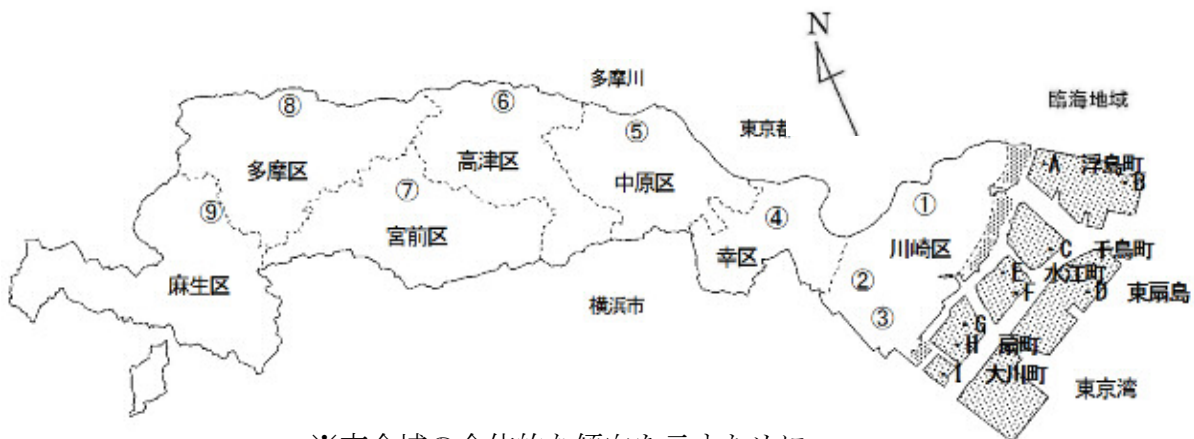 N
多摩川
臨海地域
東京都
⑧
⑥
⑤
A 浮島町
B
多摩区
高津区
中原区
⑦
⑨
④
①
宮前区
幸区
川崎区
C 千鳥町
E 水江町
F
D 東扇島
麻生区
横浜市
②
③
G
H 扇町
I 大川町
東京湾